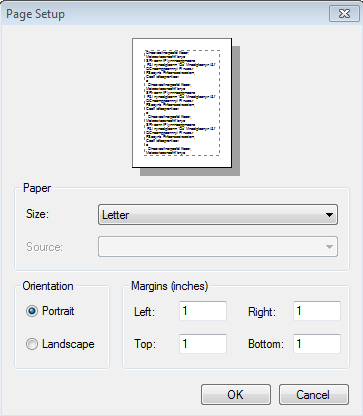 Page Setup
Paper
Size: Letter
Source:
Orientation
Portrait
Landscape
Margins (inches)
Left: 1 Right: 1
Top: 1 Bottom: 1
OK Cancel